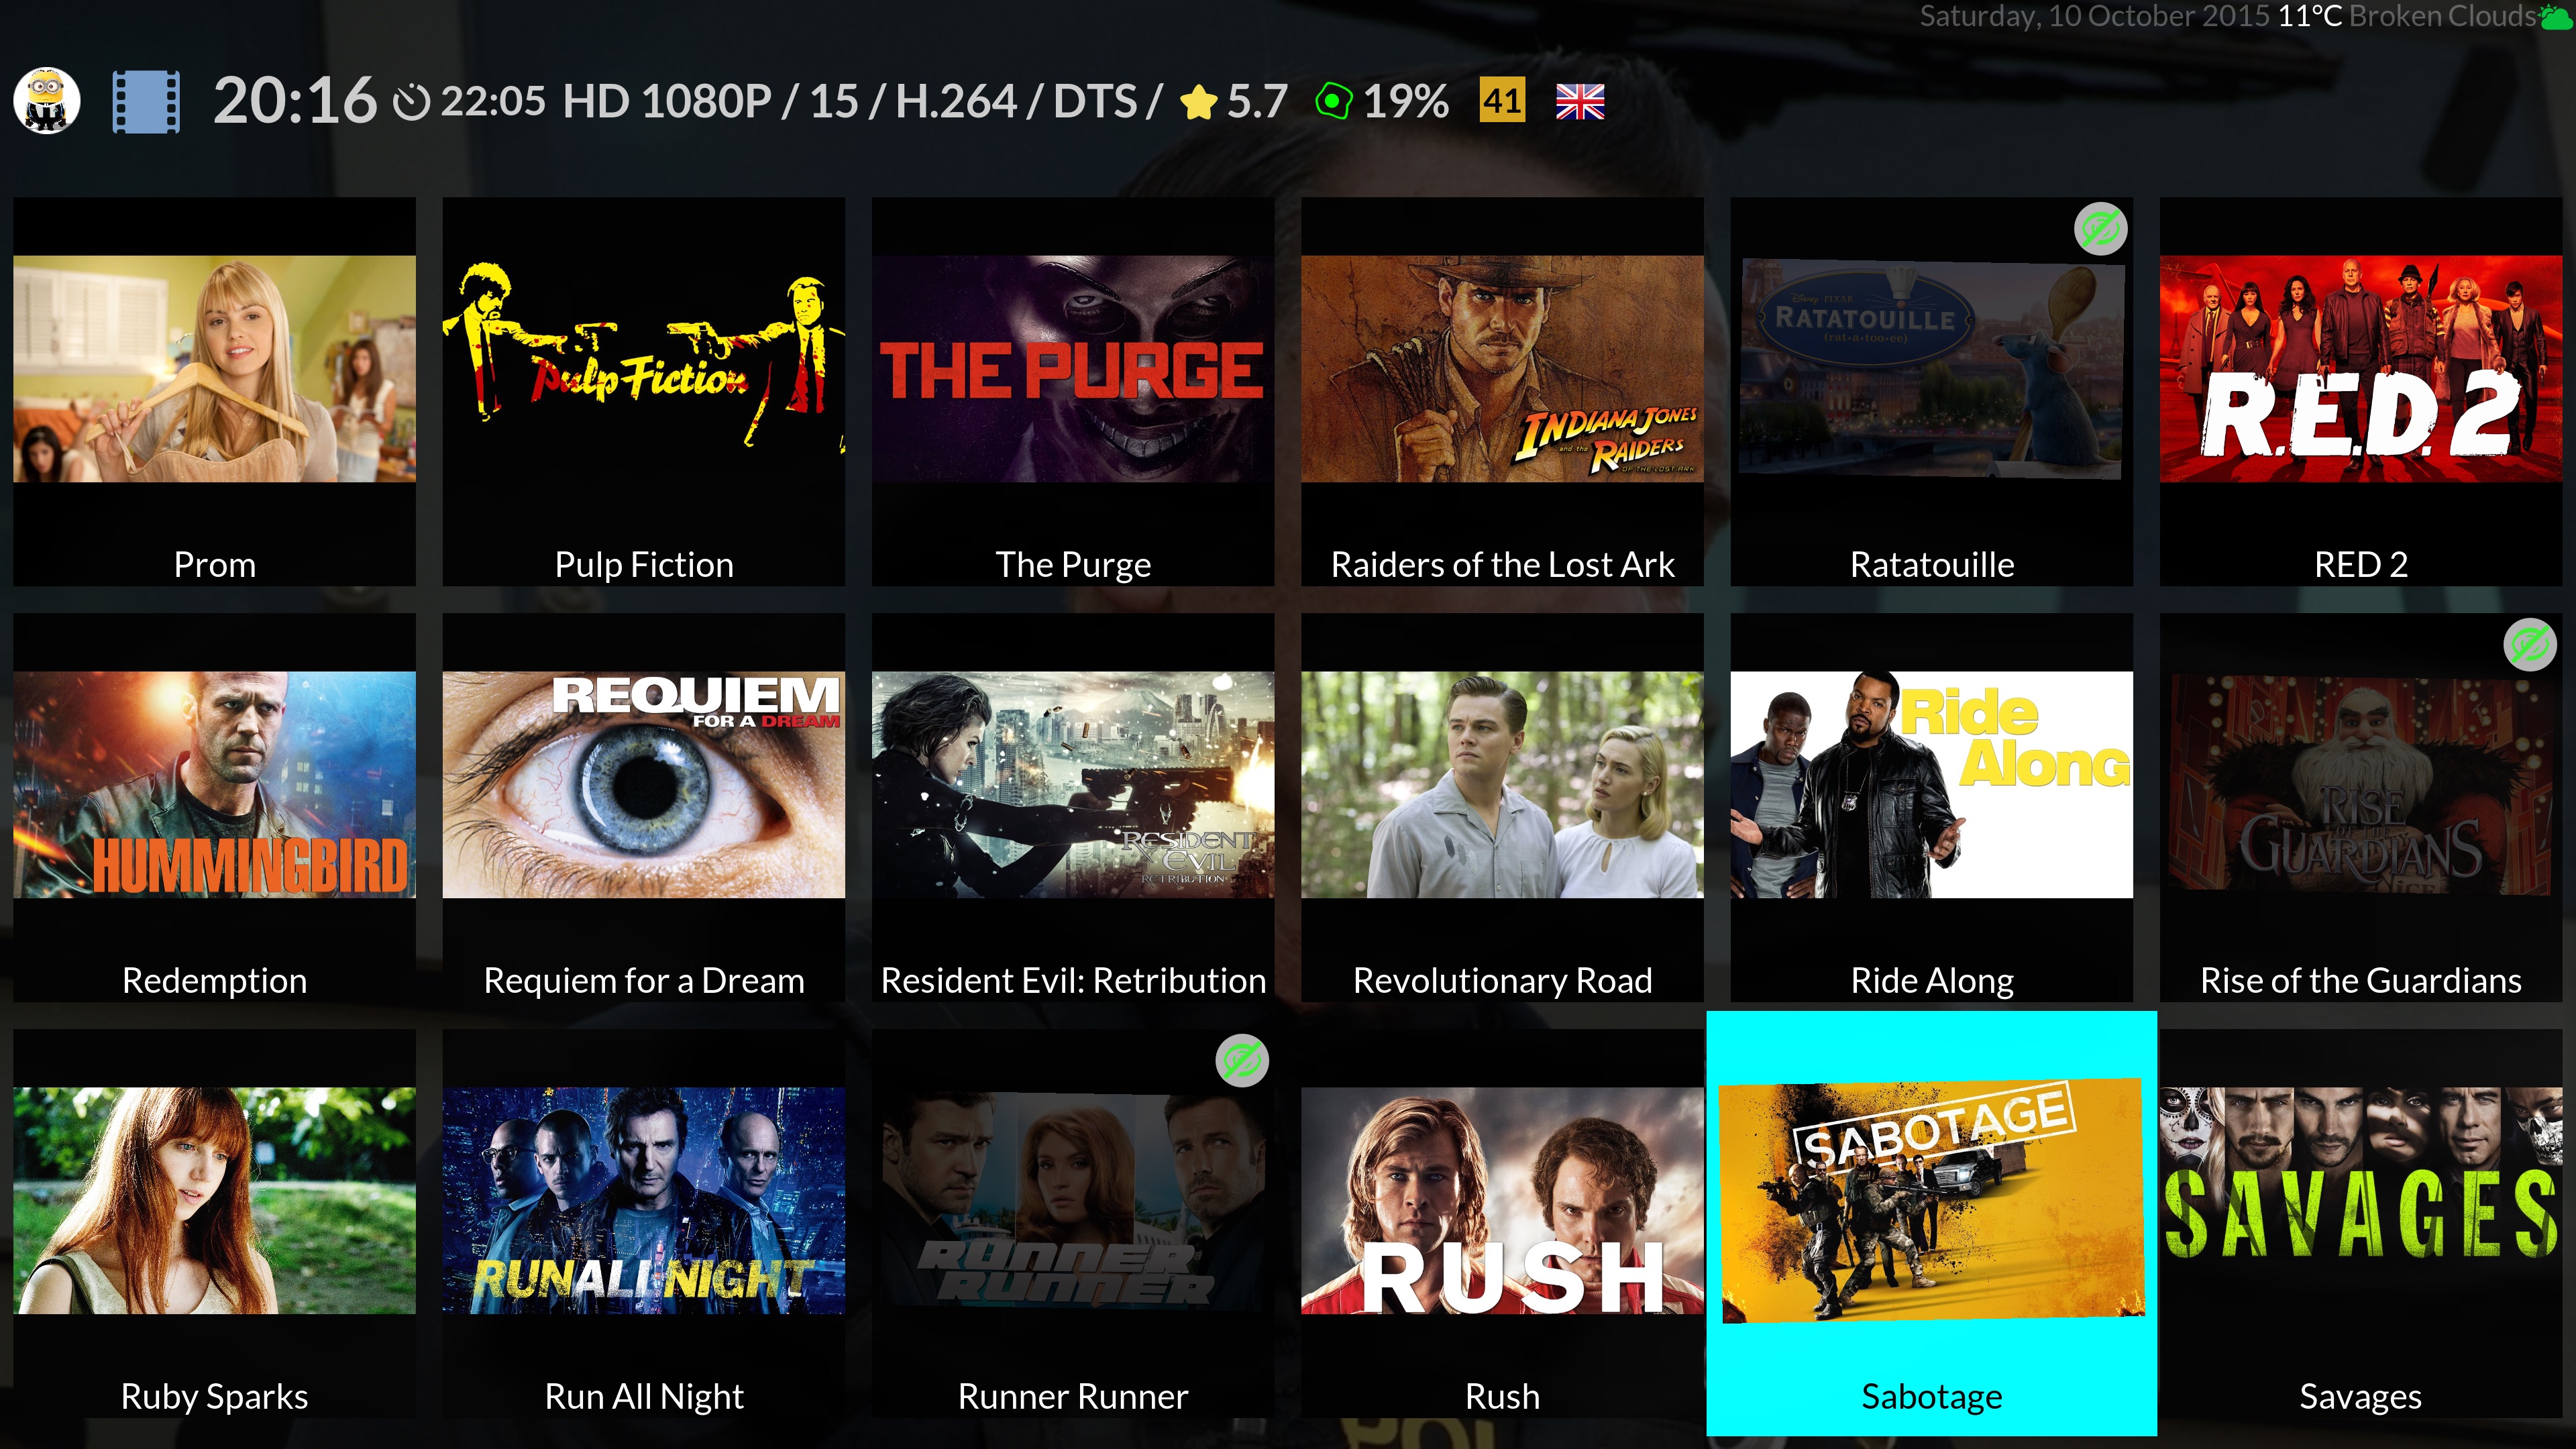 Saturday, 10 October 2015 11°C Broken Clouds
20:16 22:05 HD 1080P / 15 / H.264 / DTS / 5.7 19% 41
Pulp Fiction
THE PURGE
INDIANA JONES
and the
RAIDERS
OF THE LOST ARK
DISNEY · PIXAR
RATATOUILLE
(rat·a·too·ee)
R.E.D. 2
Prom
Pulp Fiction
The Purge
Raiders of the Lost Ark
Ratatouille
RED 2
HUMMINGBIRD
REQUIEM
FOR A DREAM
RESIDENT
EVIL
RETRIBUTION
Ride
Along
RISE
OF THE
GUARDIANS
NICE
Redemption
Requiem for a Dream
Resident Evil: Retribution
Revolutionary Road
Ride Along
Rise of the Guardians
RUN ALL NIGHT
RUNNER
RUNNER
RUSH
SABOTAGE
SAVAGES
Ruby Sparks
Run All Night
Runner Runner
Rush
Sabotage
Savages